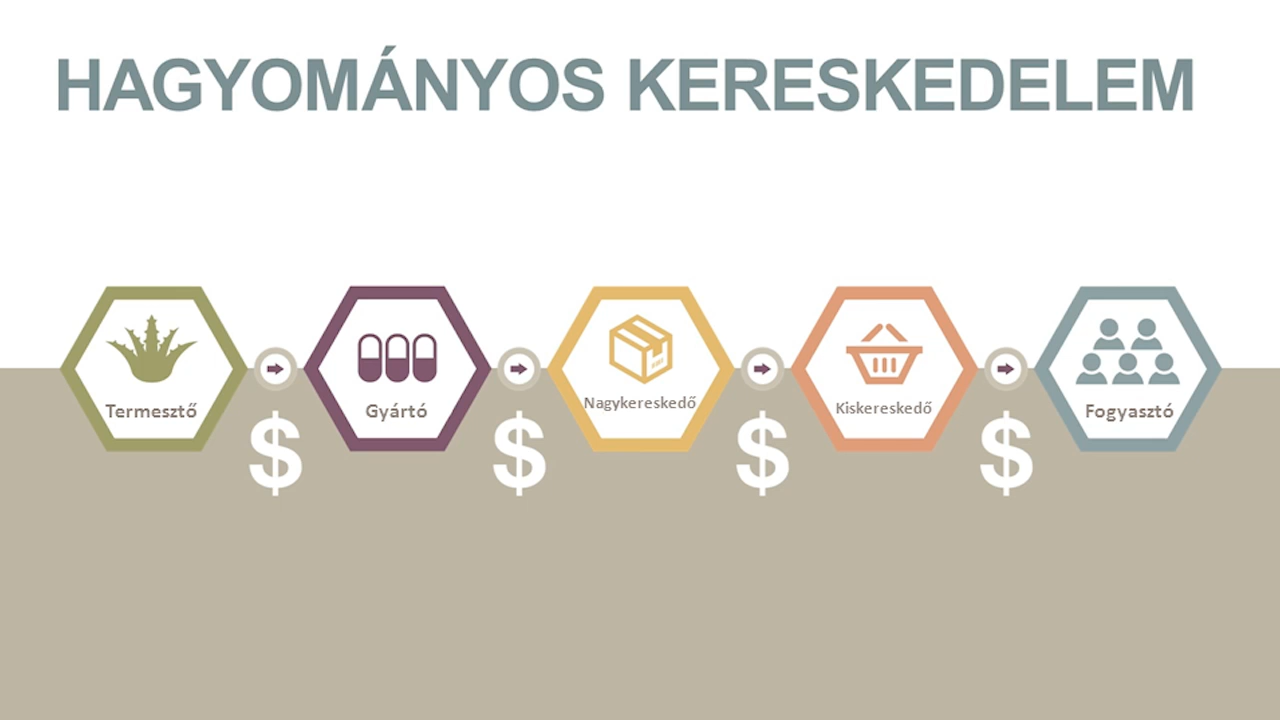 HAGYOMÁNYOS KERESKEDELEM
Termesztő
Gyártó
Nagykereskedő
Kiskereskedő
Fogyasztó
$ $ $ $